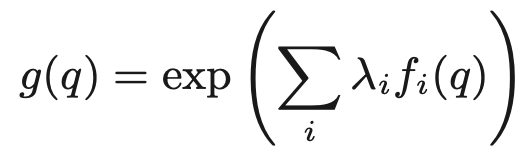 g(q) = exp ( ∑_i λ_i f_i(q) )